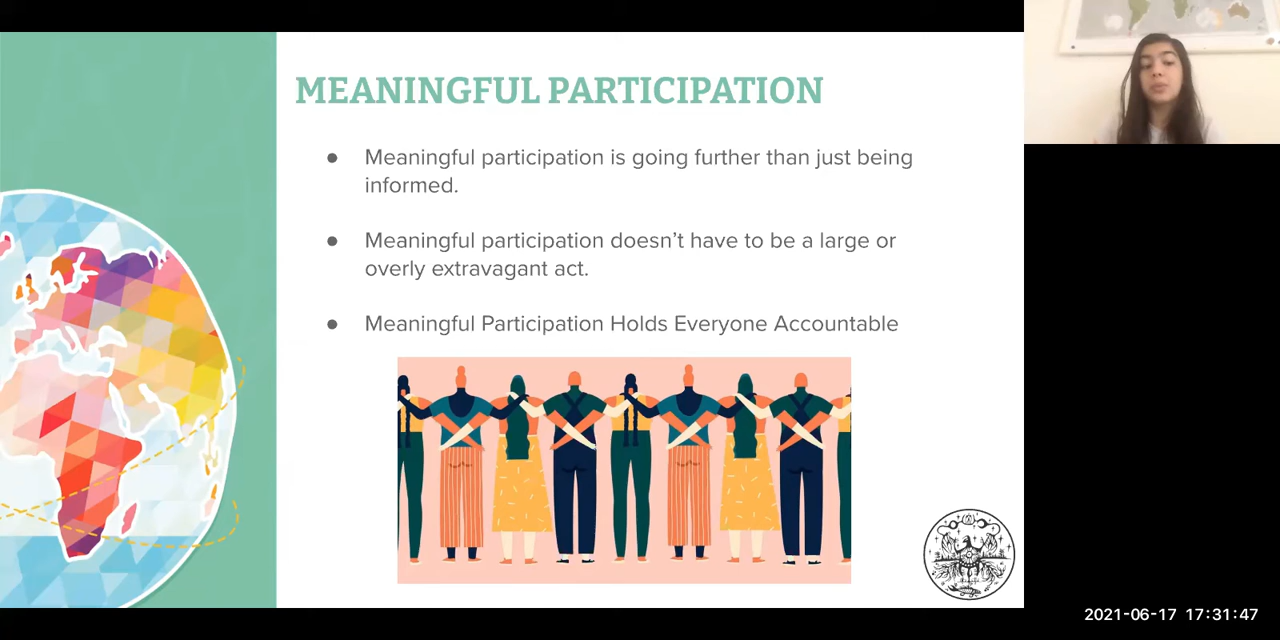 MEANINGFUL PARTICIPATION
● Meaningful participation is going further than just being
informed.
● Meaningful participation doesn’t have to be a large or
overly extravagant act.
● Meaningful Participation Holds Everyone Accountable
2021-06-17 17:31:47